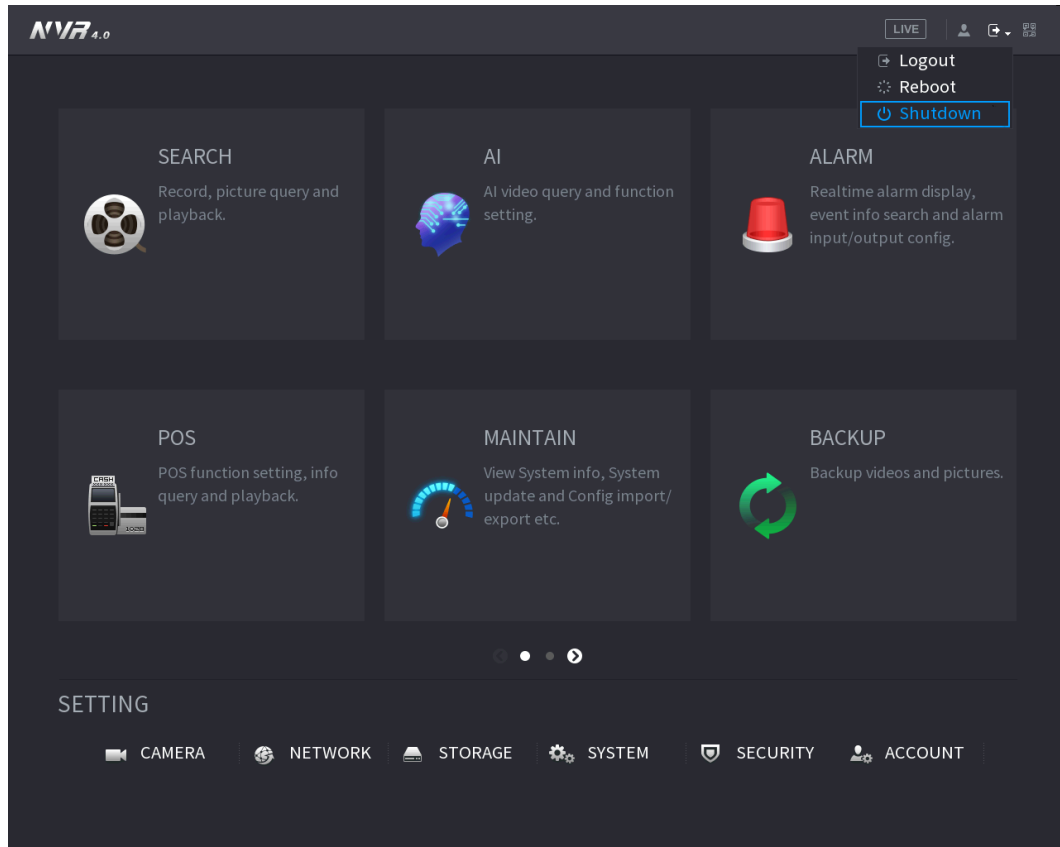 NVR 4.0
LIVE
Logout
Reboot
Shutdown
SEARCH
Record, picture query and
playback.
AI
AI video query and function
setting.
ALARM
Realtime alarm display,
event info search and alarm
input/output config.
POS
POS function setting, info
query and playback.
CASH
MAINTAIN
View System info, System
update and Config import/
export etc.
BACKUP
Backup videos and pictures.
SETTING
CAMERA
NETWORK
STORAGE
SYSTEM
SECURITY
ACCOUNT